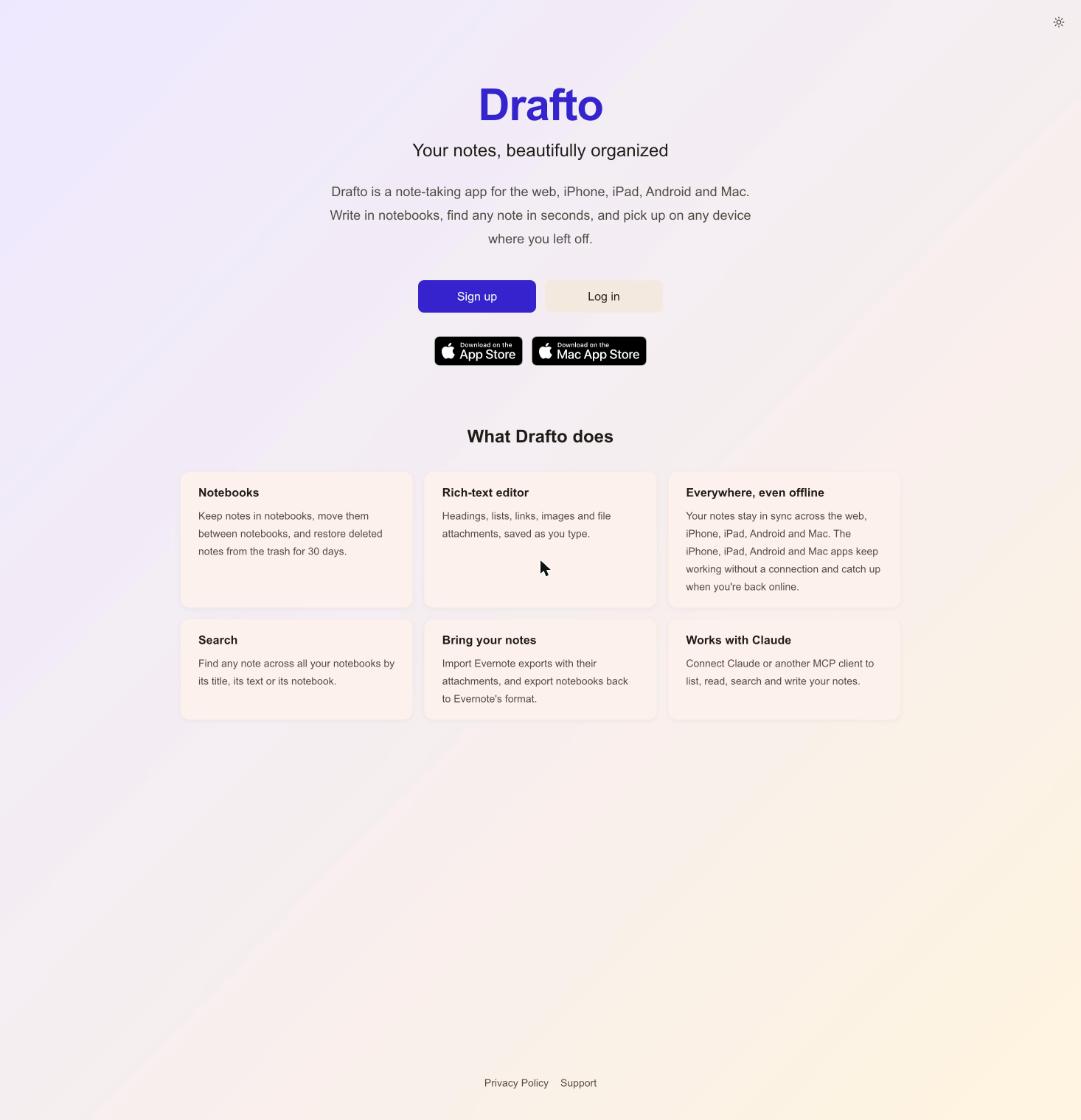 Drafto
Your notes, beautifully organized
Drafto is a note-taking app for the web, iPhone, iPad, Android and Mac.
Write in notebooks, find any note in seconds, and pick up on any device
where you left off.
Sign up
Log in
Download on the
App Store
Download on the
Mac App Store
What Drafto does
Notebooks
Keep notes in notebooks, move them
between notebooks, and restore deleted
notes from the trash for 30 days.
Rich-text editor
Headings, lists, links, images and file
attachments, saved as you type.
Everywhere, even offline
Your notes stay in sync across the web,
iPhone, iPad, Android and Mac. The
iPhone, iPad, Android and Mac apps keep
working without a connection and catch up
when you're back online.
Search
Find any note across all your notebooks by
its title, its text or its notebook.
Bring your notes
Import Evernote exports with their
attachments, and export notebooks back
to Evernote's format.
Works with Claude
Connect Claude or another MCP client to
list, read, search and write your notes.
Privacy Policy
Support